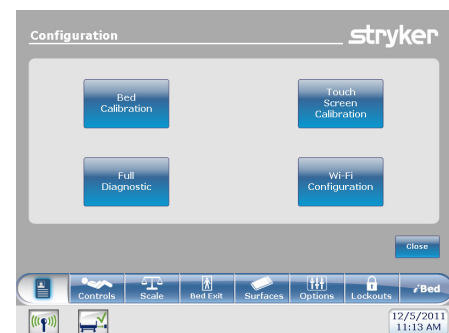 Configuration
stryker
Bed
Calibration
Touch
Screen
Calibration
Full
Diagnostic
Wi-Fi
Configuration
Close
Controls
Scale
Bed Exit
Surfaces
Options
Lockouts
iBed
12/5/2011
11:13 AM